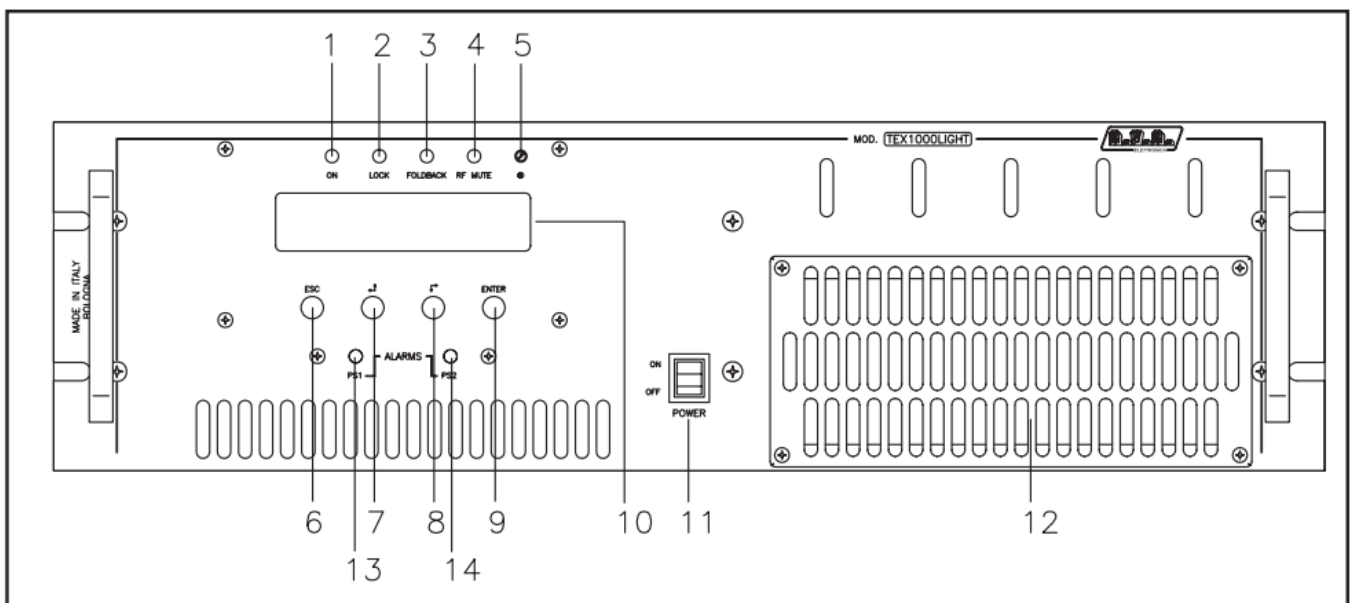 1 2 3 4 5
MOD. TEX1000LIGHT
R.V.R.
ELETTRONICA
ON LOCK FOLDBACK RF MUTE
MADE IN ITALY
BOLOGNA
ESC ENTER
ALARMS
PS1 PS2
ON
OFF
POWER
6 7 8 9 10 11 12
13 14